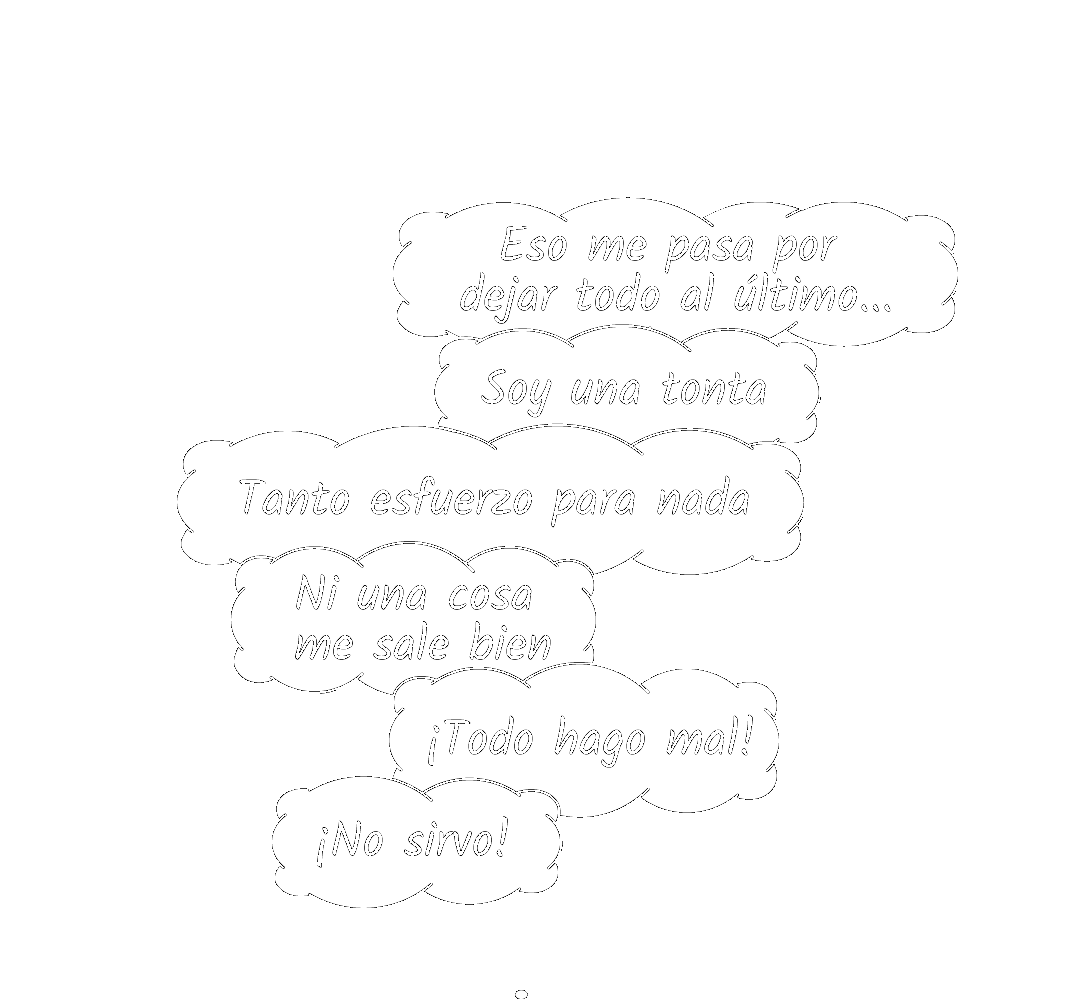 Eso me pasa por
dejar todo al último...
Soy una tonta
Tanto esfuerzo para nada
Ni una cosa
me sale bien
¡Todo hago mal!
¡No sirvo!